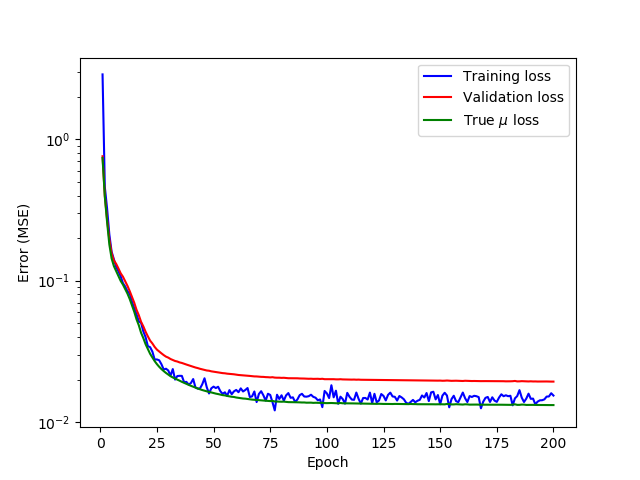 Training loss
Validation loss
True μ loss
10⁰
10⁻¹
10⁻²
Error (MSE)
0 25 50 75 100 125 150 175 200
Epoch